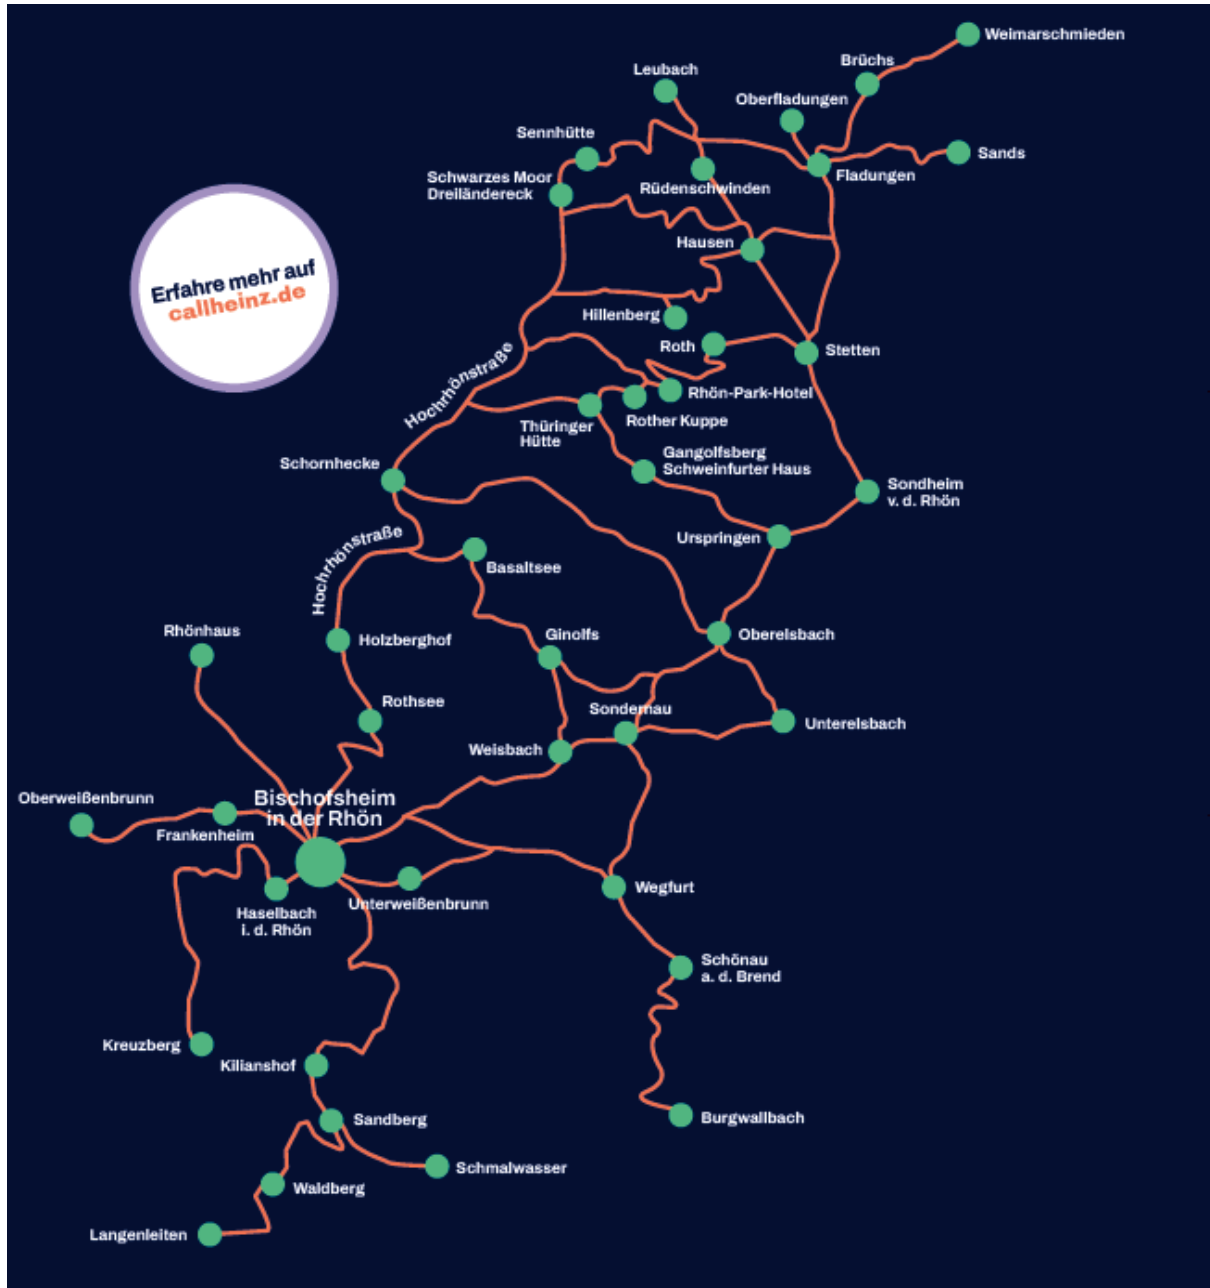 Weimarschmieden
Brüchs
Leubach
Oberfladungen
Sennhütte
Sands
Schwarzes Moor
Dreiländereck
Fladungen
Rüdenschwinden
Hausen
Erfahre mehr auf
callheinz.de
Hillenberg
Roth
Stetten
Hochrhönstraße
Rhön-Park-Hotel
Rother Kuppe
Thüringer
Hütte
Gangolfsberg
Schweinfurter Haus
Schornhecke
Sondheim
v. d. Rhön
Hochrhönstraße
Urspringen
Basaltsee
Rhönhaus
Holzberghof
Ginolfs
Oberelsbach
Rothsee
Sondernau
Unterelsbach
Weisbach
Oberweißenbrunn
Bischofsheim
in der Rhön
Frankenheim
Wegfurt
Unterweißenbrunn
Haselbach
i. d. Rhön
Schönau
a. d. Brend
Kreuzberg
Kilianshof
Sandberg
Burgwallbach
Schmalwasser
Waldberg
Langenleiten